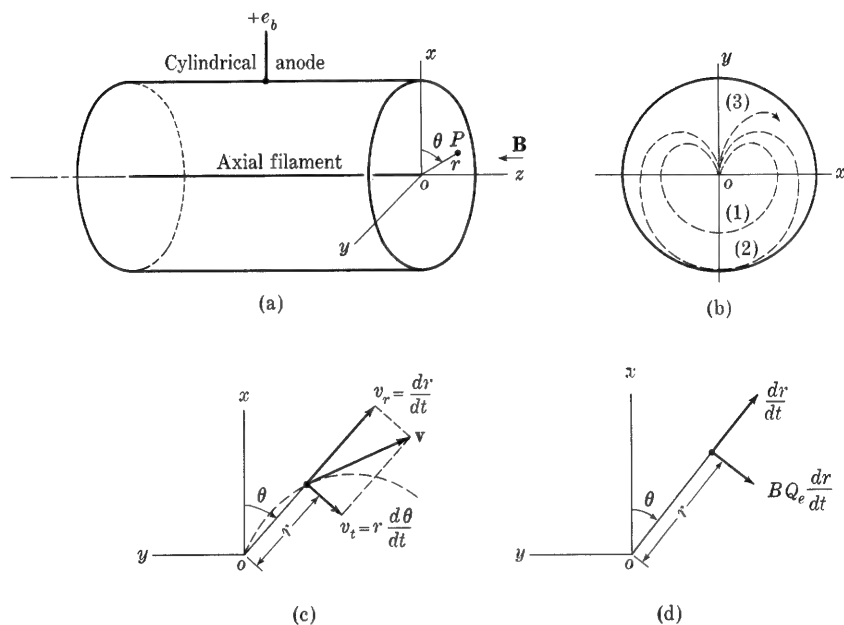 +e_b
Cylindrical anode
x
θ P
r
B
Axial filament
o
z
y
(a)
y
(3)
x
o
(1)
(2)
(b)
x
v_r = dr/dt
v
θ
r
v_t = r dθ/dt
y
o
(c)
x
dr/dt
θ
r
BQ_e dr/dt
y
o
(d)